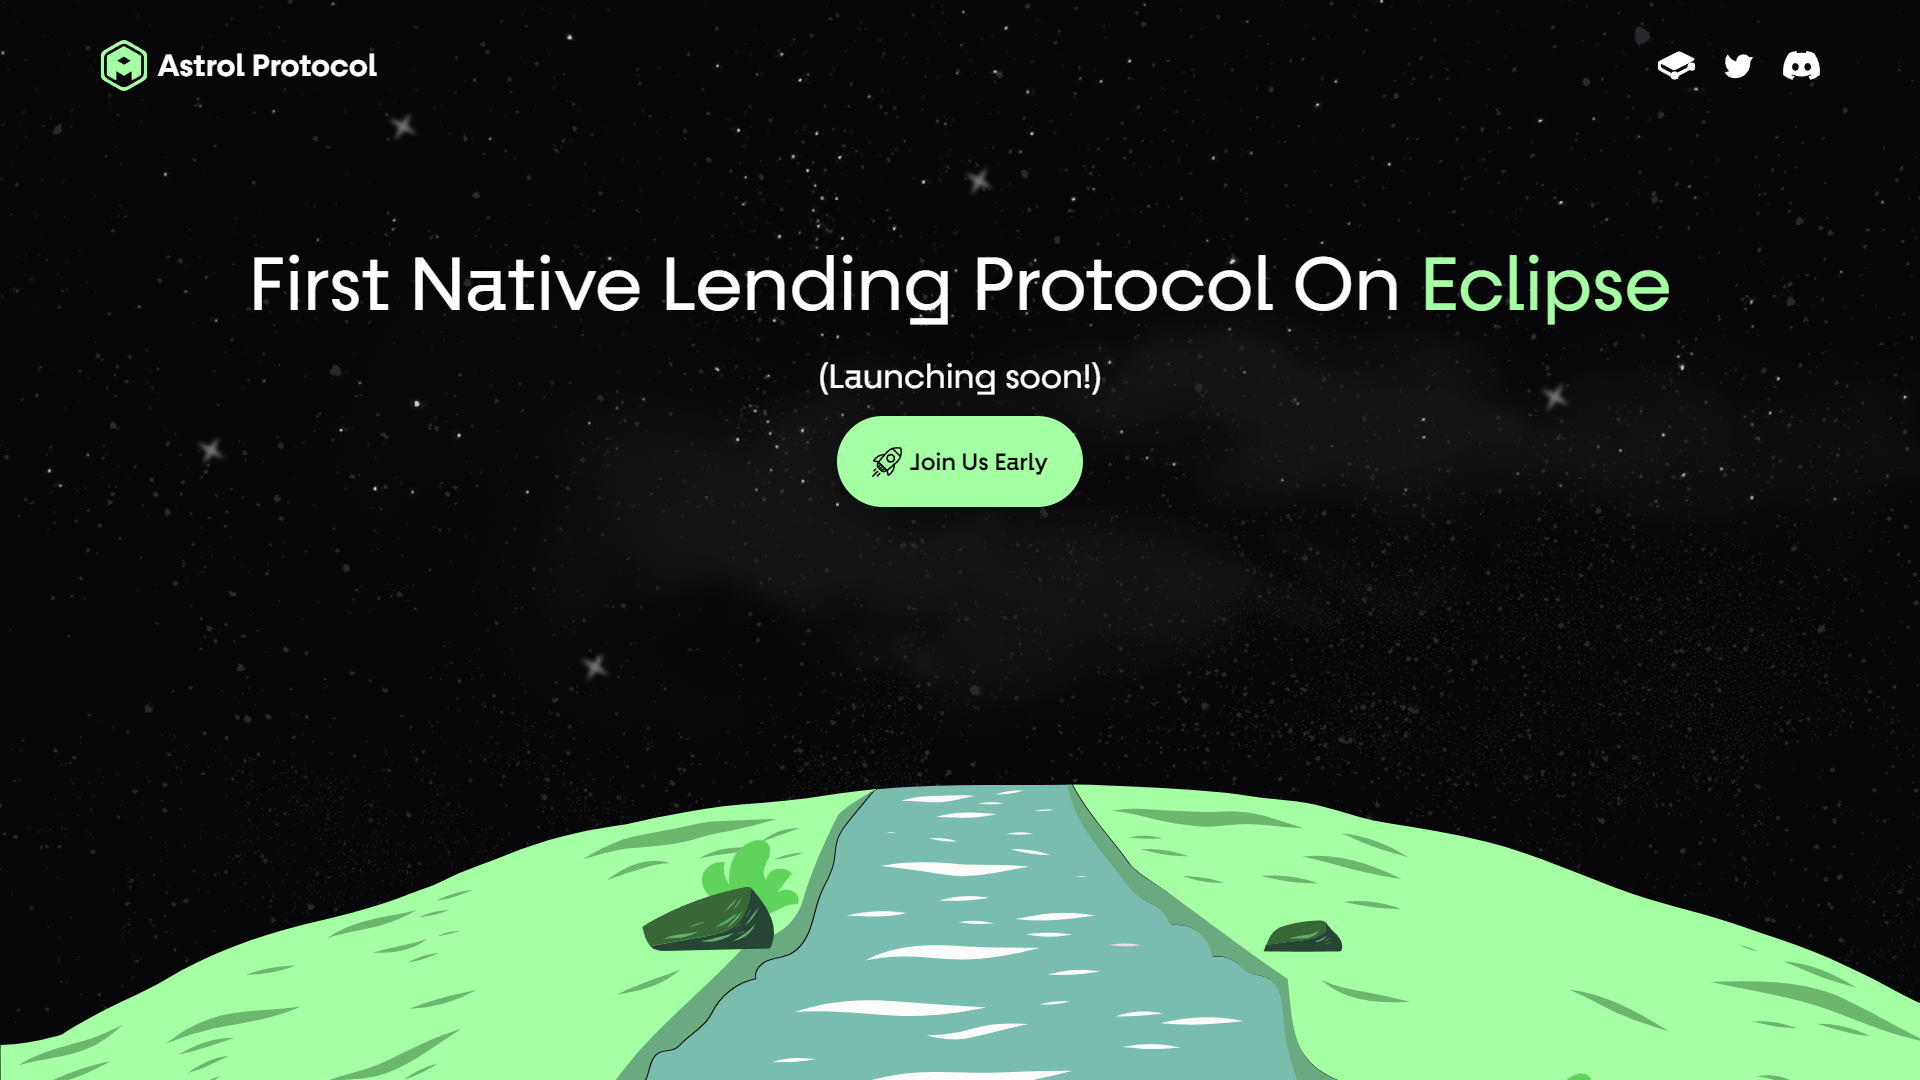 Astrol Protocol
First Native Lending Protocol On Eclipse
(Launching soon!)
Join Us Early